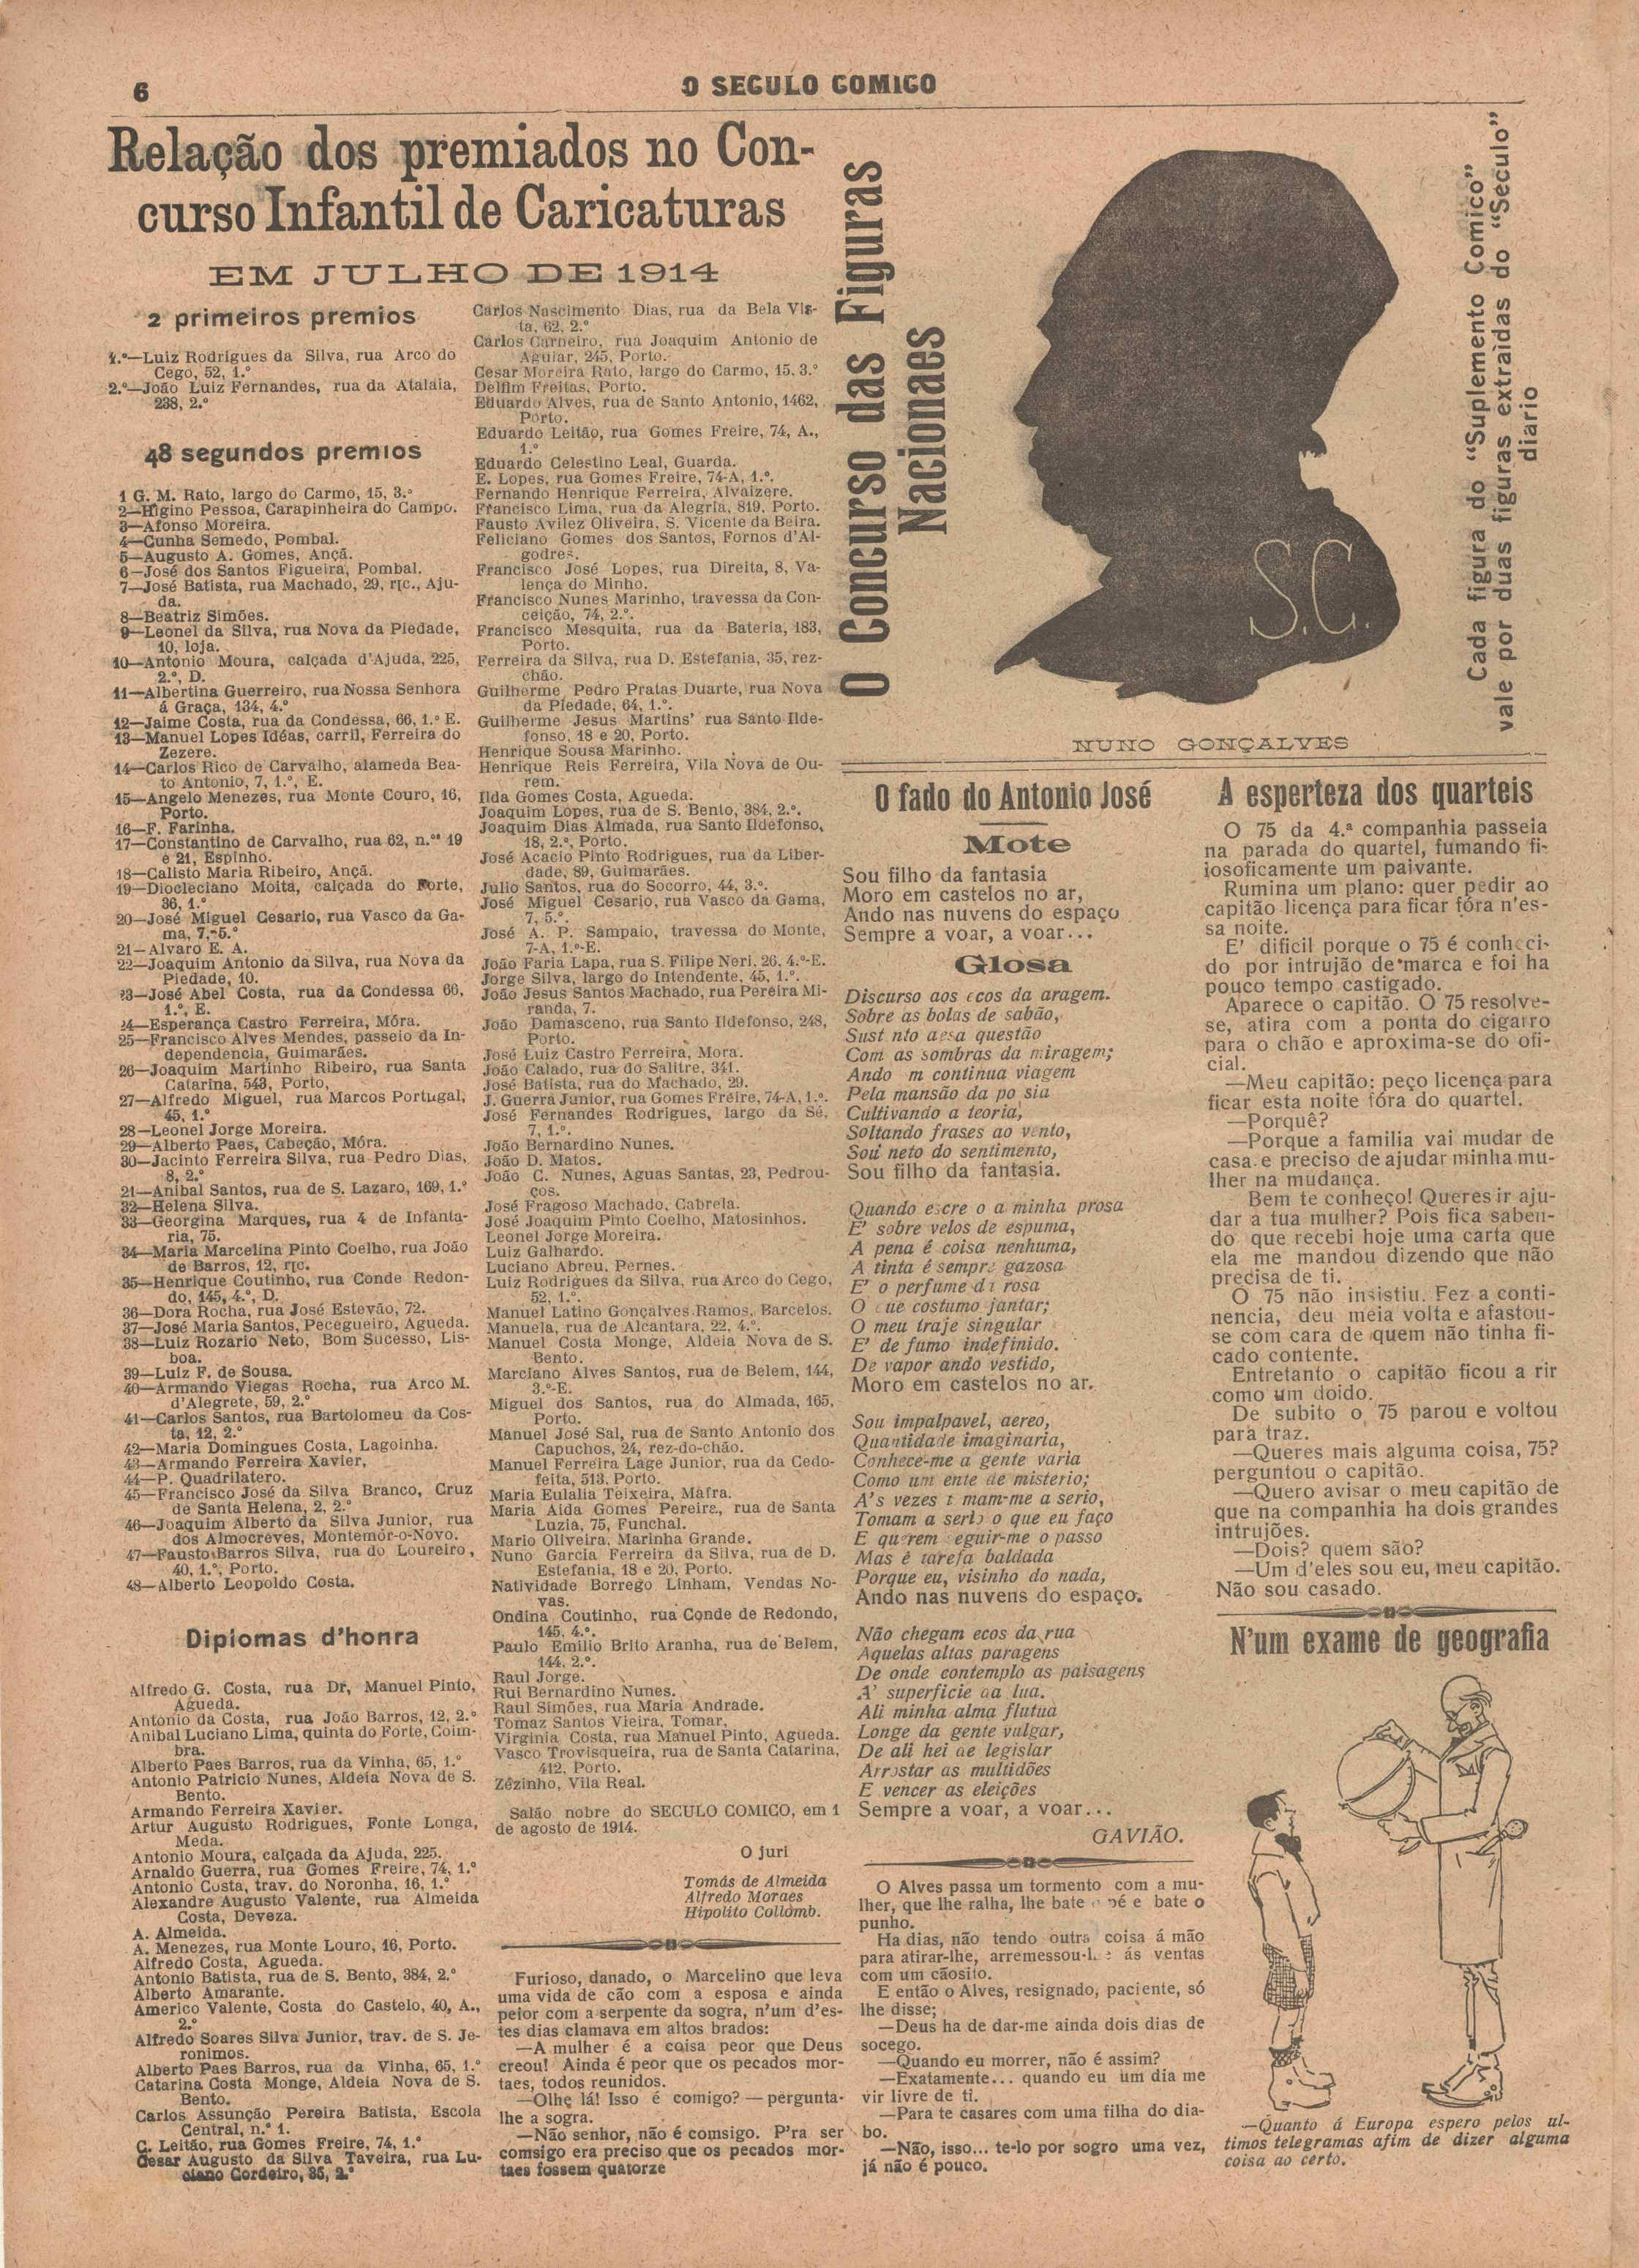 6
O SECULO COMICO
Relação dos premiados no Con-
curso Infantil de Caricaturas
EM JULHO DE 1914
2 primeiros premios
1.º—Luiz Rodrigues da Silva, rua Arco do
Cego, 52, 1.º
2.º—João Luiz Fernandes, rua da Atalaia,
238, 2.º
48 segundos premios
1 G. M. Rato, largo do Carmo, 15, 3.º
2—Higino Pessoa, Carapinheira do Campo.
3—Afonso Moreira.
4—Cunha Semedo, Pombal.
5—Augusto A. Gomes, Ançã.
6—José dos Santos Figueira, Pombal.
7—José Batista, rua Machado, 29, r|c., Aju-
da.
8—Beatriz Simões.
9—Leonel da Silva, rua Nova da Piedade,
10, loja.
10—Antonio Moura, calçada d'Ajuda, 225,
2.º, D.
11—Albertina Guerreiro, rua Nossa Senhora
á Graça, 134, 4.º
12—Jaime Costa, rua da Condessa, 66, 1.º E.
13—Manuel Lopes Idéas, carril, Ferreira do
Zezere.
14—Carlos Rico de Carvalho, alameda Bea-
to Antonio, 7, 1.º, E.
15—Angelo Menezes, rua Monte Couro, 16,
Porto.
16—F. Farinha.
17—Constantino de Carvalho, rua 62, n.ºs 19
e 21, Espinho.
18—Calisto Maria Ribeiro, Ançã.
19—Diocleciano Moita, calçada do Forte,
36, 1.º
20—José Miguel Cesario, rua Vasco da Ga-
ma, 7,-5.º
21—Alvaro E. A.
22—Joaquim Antonio da Silva, rua Nova da
Piedade, 10.
23—José Abel Costa, rua da Condessa 66,
1.º, E.
24—Esperança Castro Ferreira, Móra.
25—Francisco Alves Mendes, passeio da In-
dependencia, Guimarães.
26—Joaquim Martinho Ribeiro, rua Santa
Catarina, 543, Porto,
27—Alfredo Miguel, rua Marcos Portugal,
45, 1.º
28—Leonel Jorge Moreira.
29—Alberto Paes, Cabeção, Móra.
30—Jacinto Ferreira Silva, rua Pedro Dias,
8, 2.º
21—Anibal Santos, rua de S. Lazaro, 169, 1.º
32—Helena Silva.
33—Georgina Marques, rua 4 de Infanta-
ria, 75.
34—Maria Marcelina Pinto Coelho, rua João
de Barros, 12, r|c.
35—Henrique Coutinho, rua Conde Redon-
do, 145, 4.º, D.
36—Dora Rocha, rua José Estevão, 72.
37—José Maria Santos, Pecegueiro, Agueda.
38—Luiz Rozario Neto, Bom Sucesso, Lis-
boa.
39—Luiz F. de Sousa.
40—Armando Viegas Rocha, rua Arco M.
d'Alegrete, 59, 2.º
41—Carlos Santos, rua Bartolomeu da Cos-
ta, 12, 2.º
42—Maria Domingues Costa, Lagoinha.
43—Armando Ferreira Xavier,
44—P. Quadrilatero.
45—Francisco José da Silva Branco, Cruz
de Santa Helena, 2, 2.º
46—Joaquim Alberto da Silva Junior, rua
dos Almocreves, Montemór-o-Novo.
47—Fausto Barros Silva, rua do Loureiro,
40, 1.º, Porto.
48—Alberto Leopoldo Costa.
Diplomas d'honra
Alfredo G. Costa, rua Dr, Manuel Pinto,
Agueda.
Antonio da Costa, rua João Barros, 12, 2.º
Anibal Luciano Lima, quinta do Forte, Coim-
bra.
Alberto Paes Barros, rua da Vinha, 65, 1.º
Antonio Patricio Nunes, Aldeia Nova de S.
Bento.
Armando Ferreira Xavier.
Artur Augusto Rodrigues, Fonte Longa,
Meda.
Antonio Moura, calçada da Ajuda, 225.
Arnaldo Guerra, rua Gomes Freire, 74, 1.º
Antonio Costa, trav. do Noronha, 16, 1.º
Alexandre Augusto Valente, rua Almeida
Costa, Deveza.
A. Almeida.
A. Menezes, rua Monte Louro, 16, Porto.
Alfredo Costa, Agueda.
Antonio Batista, rua de S. Bento, 384, 2.º
Alberto Amarante.
Americo Valente, Costa do Castelo, 40, A.,
2.º
Alfredo Soares Silva Junior, trav. de S. Je-
ronimos.
Alberto Paes Barros, rua da Vinha, 65, 1.º
Catarina Costa Monge, Aldeia Nova de S.
Bento.
Carlos Assunção Pereira Batista, Escola
Central, n.º 1.
C. Leitão, rua Gomes Freire, 74, 1.º
Cesar Augusto da Silva Taveira, rua Lu-
ciano Cordeiro, 35, 2.º
Carlos Nascimento Dias, rua da Bela Vis-
ta, 62, 2.º
Carlos Carneiro, rua Joaquim Antonio de
Aguiar, 245, Porto.
Cesar Moreira Rato, largo do Carmo, 15, 3.º
Delfim Freitas, Porto.
Eduardo Alves, rua de Santo Antonio, 1462,
Porto.
Eduardo Leitão, rua Gomes Freire, 74, A.,
1.º
Eduardo Celestino Leal, Guarda.
E. Lopes, rua Gomes Freire, 74-A, 1.º.
Fernando Henrique Ferreira, Alvaizere.
Francisco Lima, rua da Alegria, 819, Porto.
Fausto Avilez Oliveira, S. Vicente da Beira.
Feliciano Gomes dos Santos, Fornos d'Al-
godres.
Francisco José Lopes, rua Direita, 8, Va-
lença do Minho.
Francisco Nunes Marinho, travessa da Con-
ceição, 74, 2.º.
Francisco Mesquita, rua da Bateria, 183,
Porto.
Ferreira da Silva, rua D. Estefania, 35, rez-
chão.
Guilherme Pedro Pratas Duarte, rua Nova
da Piedade, 64, 1.º.
Guilherme Jesus Martins' rua Santo Ilde-
fonso, 18 e 20, Porto.
Henrique Sousa Marinho.
Henrique Reis Ferreira, Vila Nova de Ou-
rem.
Ilda Gomes Costa, Agueda.
Joaquim Lopes, rua de S. Bento, 384, 2.º.
Joaquim Dias Almada, rua Santo Ildefonso,
18, 2.º, Porto.
José Acacio Pinto Rodrigues, rua da Liber-
dade, 89, Guimarães.
Julio Santos, rua do Socorro, 44, 3.º.
José Miguel Cesario, rua Vasco da Gama,
7, 5.º.
José A. P. Sampaio, travessa do Monte,
7-A, 1.º-E.
João Faria Lapa, rua S. Filipe Neri, 26, 4.º-E.
Jorge Silva, largo do Intendente, 45, 1.º.
João Jesus Santos Machado, rua Pereira Mi-
randa, 7.
João Damasceno, rua Santo Ildefonso, 248,
Porto.
José Luiz Castro Ferreira, Mora.
João Calado, rua do Salitre, 341.
José Batista, rua do Machado, 29.
J. Guerra Junior, rua Gomes Freire, 74-A, 1.º.
José Fernandes Rodrigues, largo da Sé,
7, 1.º.
João Bernardino Nunes.
João D. Matos.
João C. Nunes, Aguas Santas, 23, Pedrou-
ços.
José Fragoso Machado, Cabrela.
José Joaquim Pinto Coelho, Matosinhos.
Leonel Jorge Moreira.
Luiz Galhardo.
Luciano Abreu, Pernes.
Luiz Rodrigues da Silva, rua Arco do Cego,
52, 1.º.
Manuel Latino Gonçalves Ramos, Barcelos.
Manuela, rua de Alcantara, 22, 4.º.
Manuel Costa Monge, Aldeia Nova de S.
Bento.
Marciano Alves Santos, rua de Belem, 144,
3.º-E.
Miguel dos Santos, rua do Almada, 165,
Porto.
Manuel José Sal, rua de Santo Antonio dos
Capuchos, 24, rez-do-chão.
Manuel Ferreira Lage Junior, rua da Cedo-
feita, 513, Porto.
Maria Eulalia Teixeira, Mafra.
Maria Aida Gomes Pereira, rua de Santa
Luzia, 75, Funchal.
Mario Oliveira, Marinha Grande.
Nuno Garcia Ferreira da Silva, rua de D.
Estefania, 18 e 20, Porto.
Natividade Borrego Linham, Vendas No-
vas.
Ondina Coutinho, rua Conde de Redondo,
145, 4.º.
Paulo Emilio Brito Aranha, rua de Belem,
144, 2.º.
Raul Jorge.
Rui Bernardino Nunes.
Raul Simões, rua Maria Andrade.
Tomaz Santos Vieira, Tomar,
Virginia Costa, rua Manuel Pinto, Agueda.
Vasco Trovisqueira, rua de Santa Catarina,
412, Porto.
Zézinho, Vila Real.
Salão nobre do SECULO COMICO, em 1
de agosto de 1914.
O juri
Tomás de Almeida
Alfredo Moraes
Hipolito Collomb.
Furioso, danado, o Marcelino que leva
uma vida de cão com a esposa e ainda
peior com a serpente da sogra, n'um d'es-
tes dias clamava em altos brados:
—A mulher é a coisa peor que Deus
creou! Ainda é peor que os pecados mor-
taes, todos reunidos.
—Olhe lá! Isso é comigo? — pergunta-
lhe a sogra.
—Não senhor, não é comsigo. P'ra ser
comsigo era preciso que os pecados mor-
taes fossem quatorze
O Concurso das Figuras
Nacionaes
S.C.
NUNO GONÇALVES
Cada figura do "Suplemento Comico"
vale por duas figuras extraidas do "Seculo"
diario
O fado do Antonio José
Mote
Sou filho da fantasia
Moro em castelos no ar,
Ando nas nuvens do espaço
Sempre a voar, a voar...
Glosa
Discurso aos ecos da aragem.
Sobre as bolas de sabão,
Sust nto aesa questão
Com as sombras da miragem;
Ando m continua viagem
Pela mansão da po sia
Cultivando a teoria,
Soltando frases ao vento,
Sou neto do sentimento,
Sou filho da fantasia.
Quando escre o a minha prosa
E' sobre velos de espuma,
A pena é coisa nenhuma,
A tinta é sempre gazosa
E' o perfume da rosa
O que costumo jantar;
O meu traje singular
E' de fumo indefinido.
De vapor ando vestido,
Moro em castelos no ar.
Sou impalpavel, aereo,
Quantidade imaginaria,
Conhece-me a gente varia
Como um ente de misterio;
A's vezes t mam-me a serio,
Tomam a serio o que eu faço
E querem seguir-me o passo
Mas é tarefa baldada
Porque eu, visinho do nada,
Ando nas nuvens do espaço.
Não chegam ecos da rua
Aquelas altas paragens
De onde contemplo as paisagens
A' superficie da lua.
Ali minha alma flutua
Longe da gente vulgar,
De ali hei de legislar
Arrostar as multidões
E vencer as eleições
Sempre a voar, a voar...
GAVIÃO.
O Alves passa um tormento com a mu-
lher, que lhe ralha, lhe bate o pé e bate o
punho.
Ha dias, não tendo outra coisa á mão
para atirar-lhe, arremessou-l. e ás ventas
com um cãosito.
E então o Alves, resignado, paciente, só
lhe disse;
—Deus ha de dar-me ainda dois dias de
socego.
—Quando eu morrer, não é assim?
—Exatamente... quando eu um dia me
vir livre de ti.
—Para te casares com uma filha do dia-
bo.
—Não, isso... te-lo por sogro uma vez,
já não é pouco.
A esperteza dos quarteis
O 75 da 4.ª companhia passeia
na parada do quartel, fumando fi-
losoficamente um paivante.
Rumina um plano: quer pedir ao
capitão licença para ficar fóra n'es-
sa noite.
E' dificil porque o 75 é conheci-
do por intrujão de marca e foi ha
pouco tempo castigado.
Aparece o capitão. O 75 resolve-
se, atira com a ponta do cigarro
para o chão e aproxima-se do ofi-
cial.
—Meu capitão: peço licença para
ficar esta noite fóra do quartel.
—Porquê?
—Porque a familia vai mudar de
casa e preciso de ajudar minha mu-
lher na mudança.
Bem te conheço! Queres ir aju-
dar a tua mulher? Pois fica saben-
do que recebi hoje uma carta que
ela me mandou dizendo que não
precisa de ti.
O 75 não insistiu. Fez a conti-
nencia, deu meia volta e afastou-
se com cara de quem não tinha fi-
cado contente.
Entretanto o capitão ficou a rir
como um doido.
De subito o 75 parou e voltou
para traz.
—Queres mais alguma coisa, 75?
perguntou o capitão.
—Quero avisar o meu capitão de
que na companhia ha dois grandes
intrujões.
—Dois? quem são?
—Um d'eles sou eu, meu capitão.
Não sou casado.
N'um exame de geografia
—Quanto á Europa espero pelos ul-
timos telegramas afim de dizer alguma
coisa ao certo.